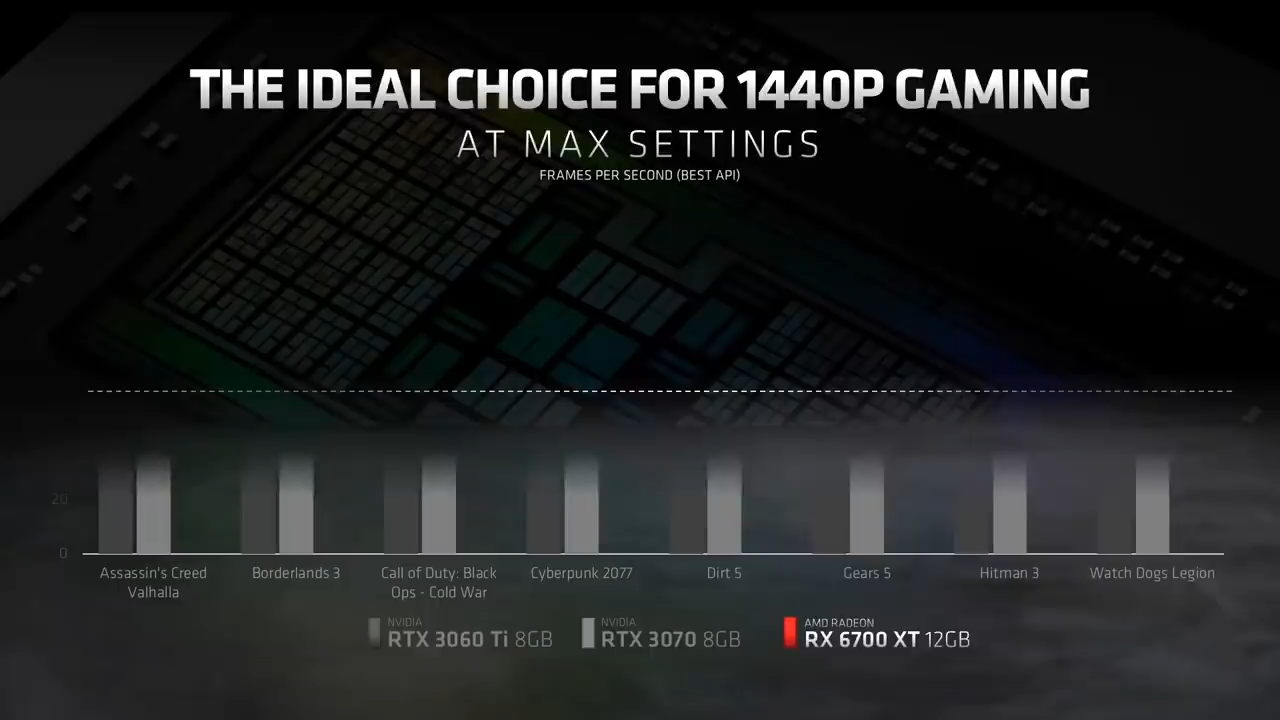 THE IDEAL CHOICE FOR 1440P GAMING
AT MAX SETTINGS
FRAMES PER SECOND (BEST API)
20
0
Assassin's Creed Valhalla
Borderlands 3
Call of Duty: Black Ops - Cold War
Cyberpunk 2077
Dirt 5
Gears 5
Hitman 3
Watch Dogs Legion
NVIDIA
RTX 3060 Ti 8GB
NVIDIA
RTX 3070 8GB
AMD RADEON
RX 6700 XT 12GB